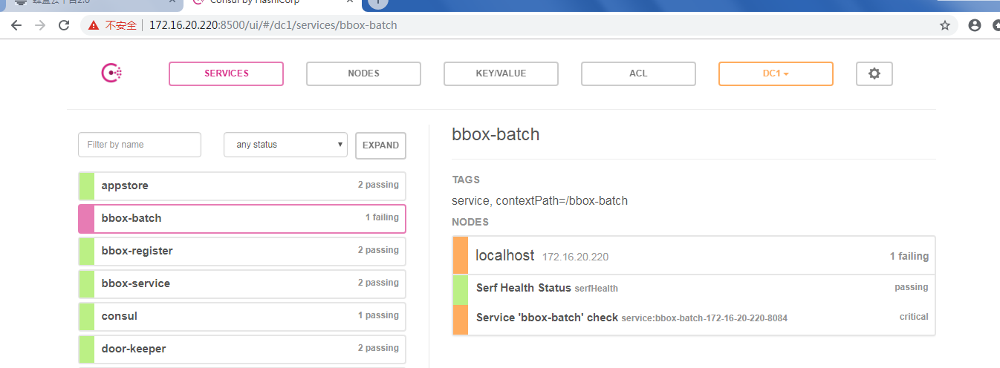 Consul by HashiCorp
不安全 172.16.20.220:8500/ui/#/dc1/services/bbox-batch
SERVICES NODES KEY/VALUE ACL DC1
Filter by name any status EXPAND
appstore 2 passing
bbox-batch 1 failing
bbox-register 2 passing
bbox-service 2 passing
consul 1 passing
door-keeper 2 passing
bbox-batch
TAGS
service, contextPath=/bbox-batch
NODES
localhost 172.16.20.220 1 failing
Serf Health Status serfHealth passing
Service 'bbox-batch' check service:bbox-batch-172-16-20-220-8084 critical